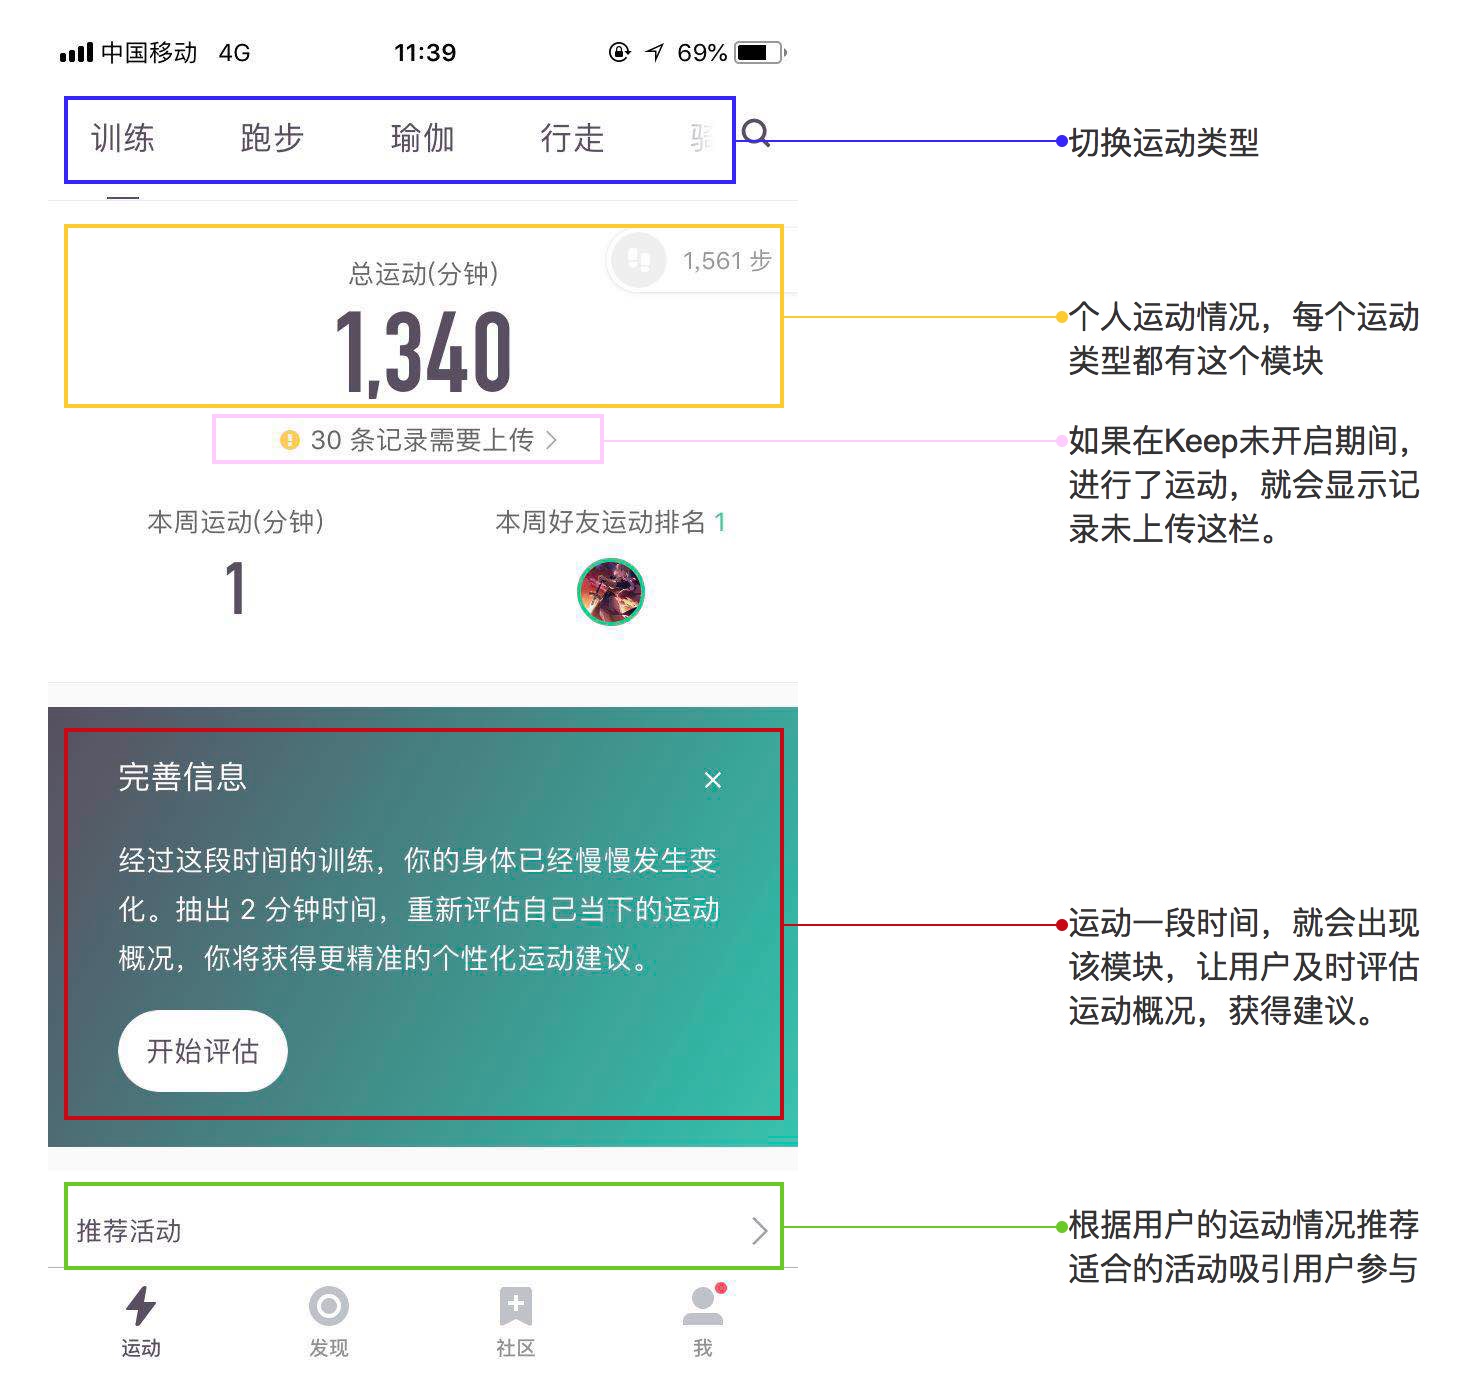 中国移动 4G 11:39 69%
训练 跑步 瑜伽 行走
切换运动类型
总运动(分钟)
1,561 步
1,340
个人运动情况，每个运动
类型都有这个模块
30 条记录需要上传
如果在Keep未开启期间，
进行了运动，就会显示记
录未上传这栏。
本周运动(分钟)
1
本周好友运动排名 1
完善信息
经过这段时间的训练，你的身体已经慢慢发生变
化。抽出 2 分钟时间，重新评估自己当下的运动
概况，你将获得更精准的个性化运动建议。
开始评估
运动一段时间，就会出现
该模块，让用户及时评估
运动概况，获得建议。
推荐活动
根据用户的运动情况推荐
适合的活动吸引用户参与
运动 发现 社区 我